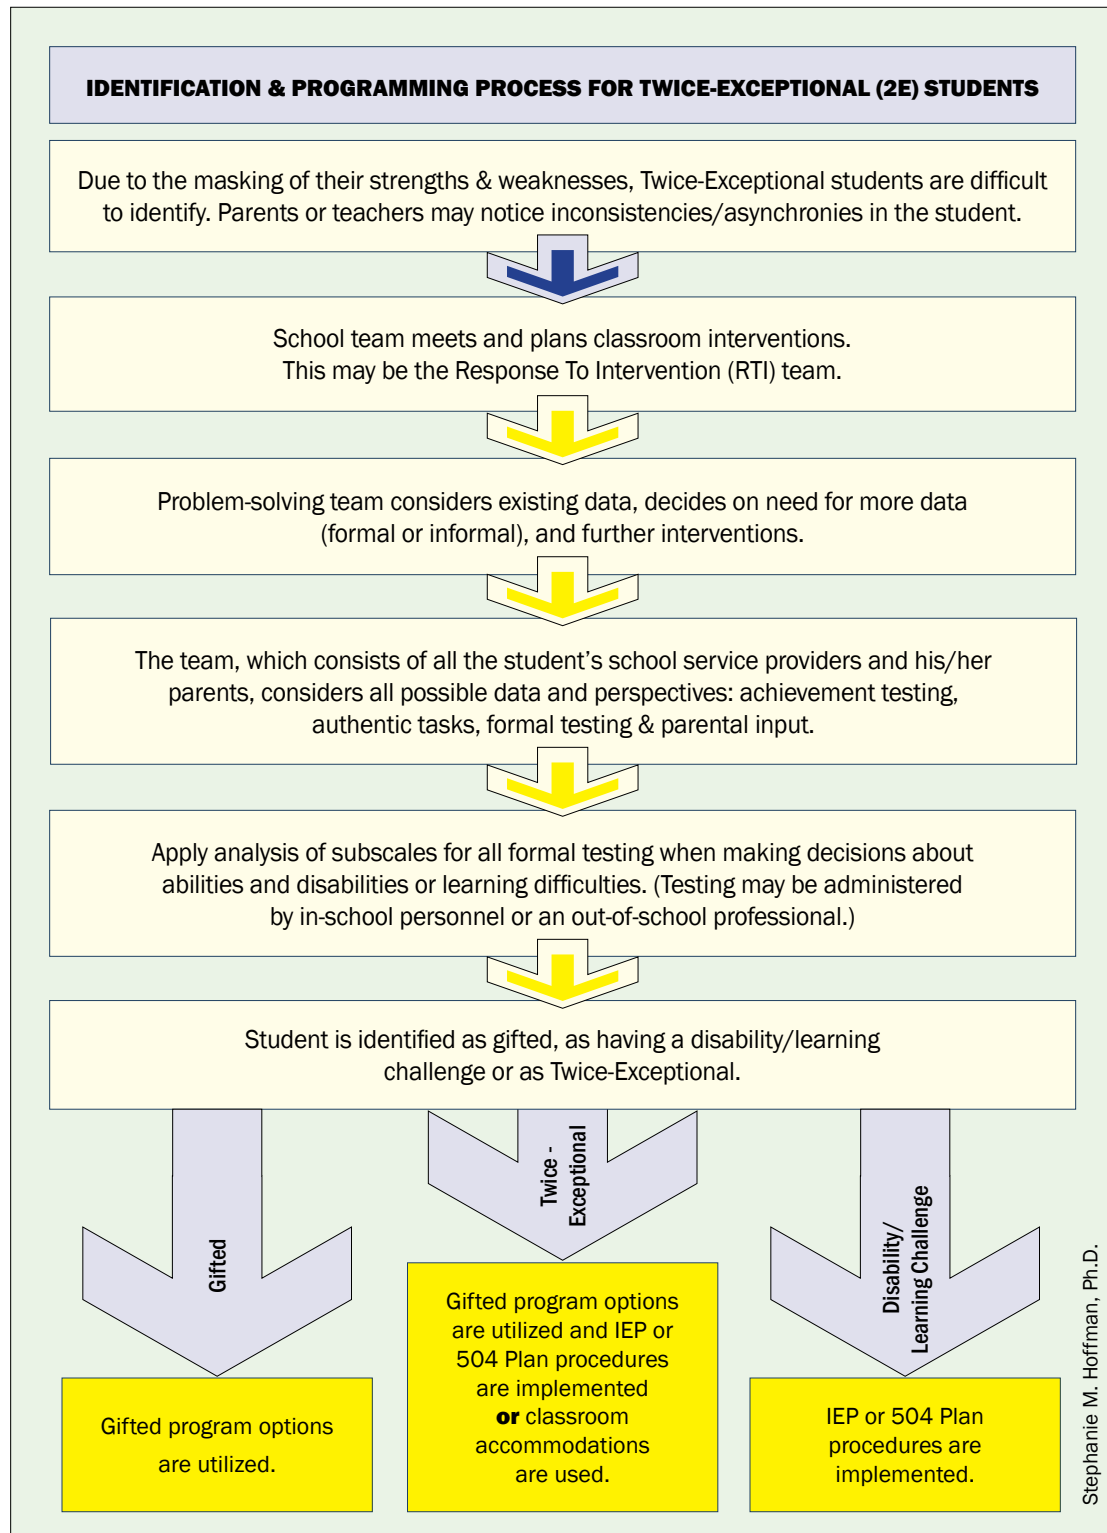 IDENTIFICATION & PROGRAMMING PROCESS FOR TWICE-EXCEPTIONAL (2E) STUDENTS
Due to the masking of their strengths & weaknesses, Twice-Exceptional students are difficult
to identify. Parents or teachers may notice inconsistencies/asynchronies in the student.
School team meets and plans classroom interventions.
This may be the Response To Intervention (RTI) team.
Problem-solving team considers existing data, decides on need for more data
(formal or informal), and further interventions.
The team, which consists of all the student's school service providers and his/her
parents, considers all possible data and perspectives: achievement testing,
authentic tasks, formal testing & parental input.
Apply analysis of subscales for all formal testing when making decisions about
abilities and disabilities or learning difficulties. (Testing may be administered
by in-school personnel or an out-of-school professional.)
Student is identified as gifted, as having a disability/learning
challenge or as Twice-Exceptional.
Gifted
Gifted program options
are utilized.
Twice -
Exceptional
Gifted program options
are utilized and IEP or
504 Plan procedures
are implemented
or classroom
accommodations
are used.
Disability/
Learning Challenge
IEP or 504 Plan
procedures are
implemented.
Stephanie M. Hoffman, Ph.D.